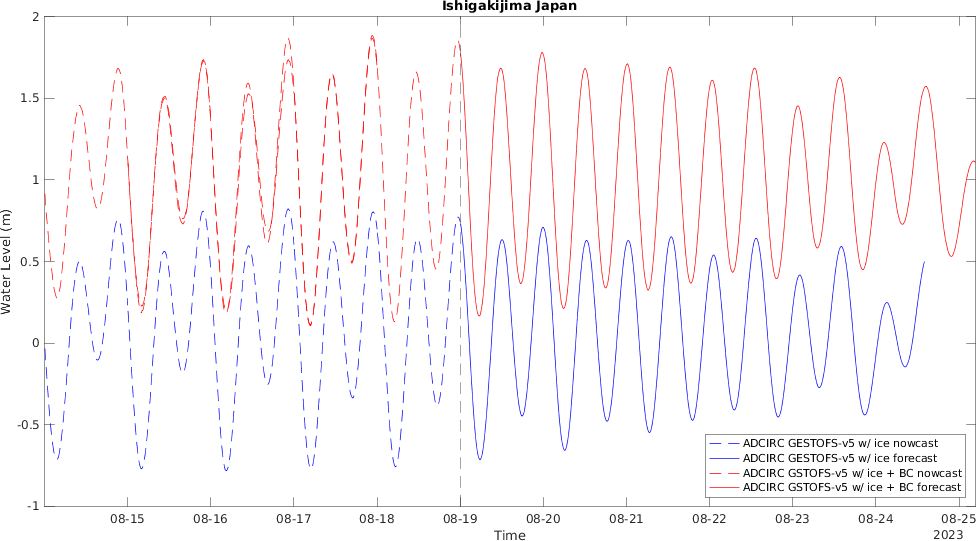 Ishigakijima Japan
2
1.5
1
0.5
0
-0.5
-1
Water Level (m)
ADCIRC GESTOFS-v5 w/ ice nowcast
ADCIRC GESTOFS-v5 w/ ice forecast
ADCIRC GSTOFS-v5 w/ ice + BC nowcast
ADCIRC GSTOFS-v5 w/ ice + BC forecast
08-15 08-16 08-17 08-18 08-19 08-20 08-21 08-22 08-23 08-24 08-25
Time
2023